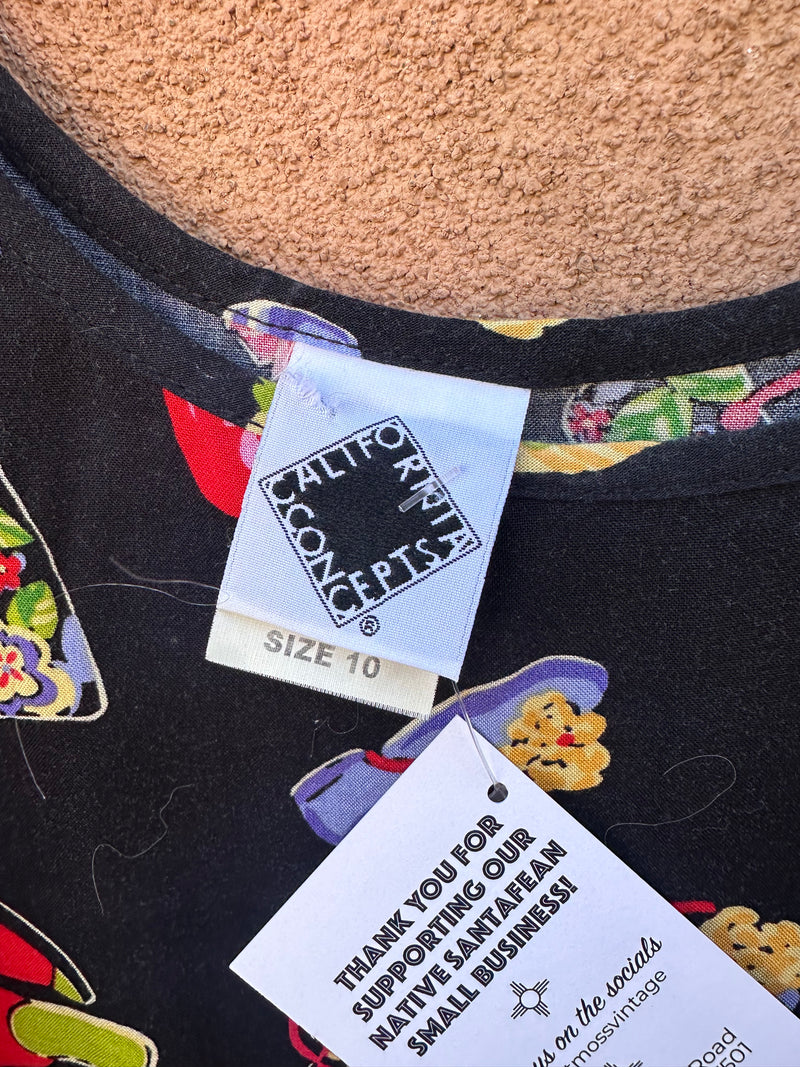 CALIFORNIA
CONCEPTS
®
SIZE 10
THANK YOU FOR
SUPPORTING OUR
NATIVE SANTAFEAN
SMALL BUSINESS!
us on the socials
mossvintage
Road
501